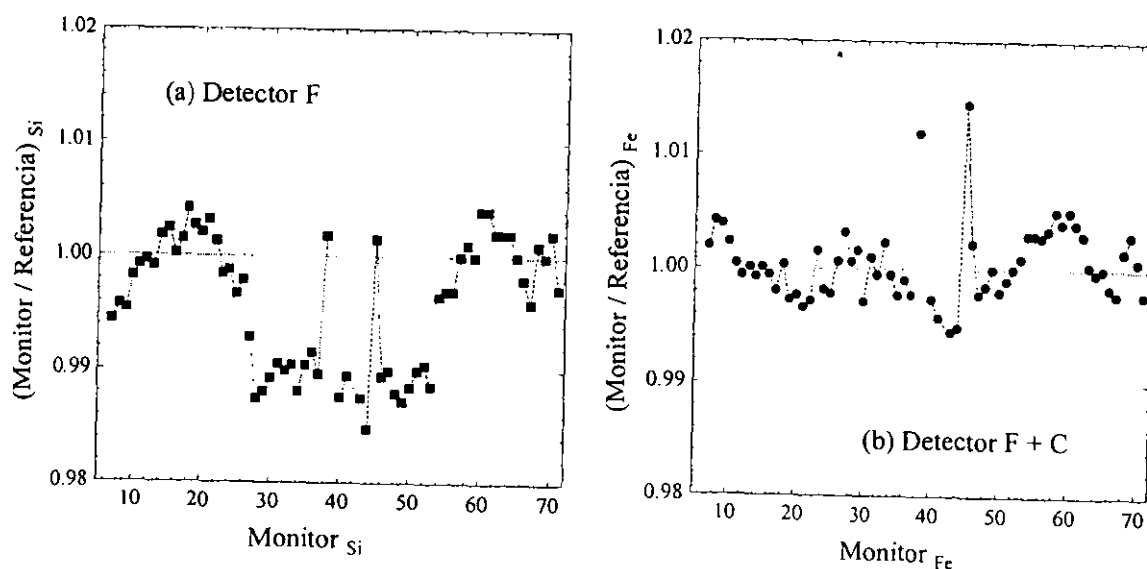 (a) Detector F
(Monitor / Referencia) Si
1.02
1.01
1.00
0.99
0.98
10 20 30 40 50 60 70
Monitor Si
(b) Detector F + C
(Monitor / Referencia) Fe
1.02
1.01
1.00
0.99
0.98
10 20 30 40 50 60 70
Monitor Fe